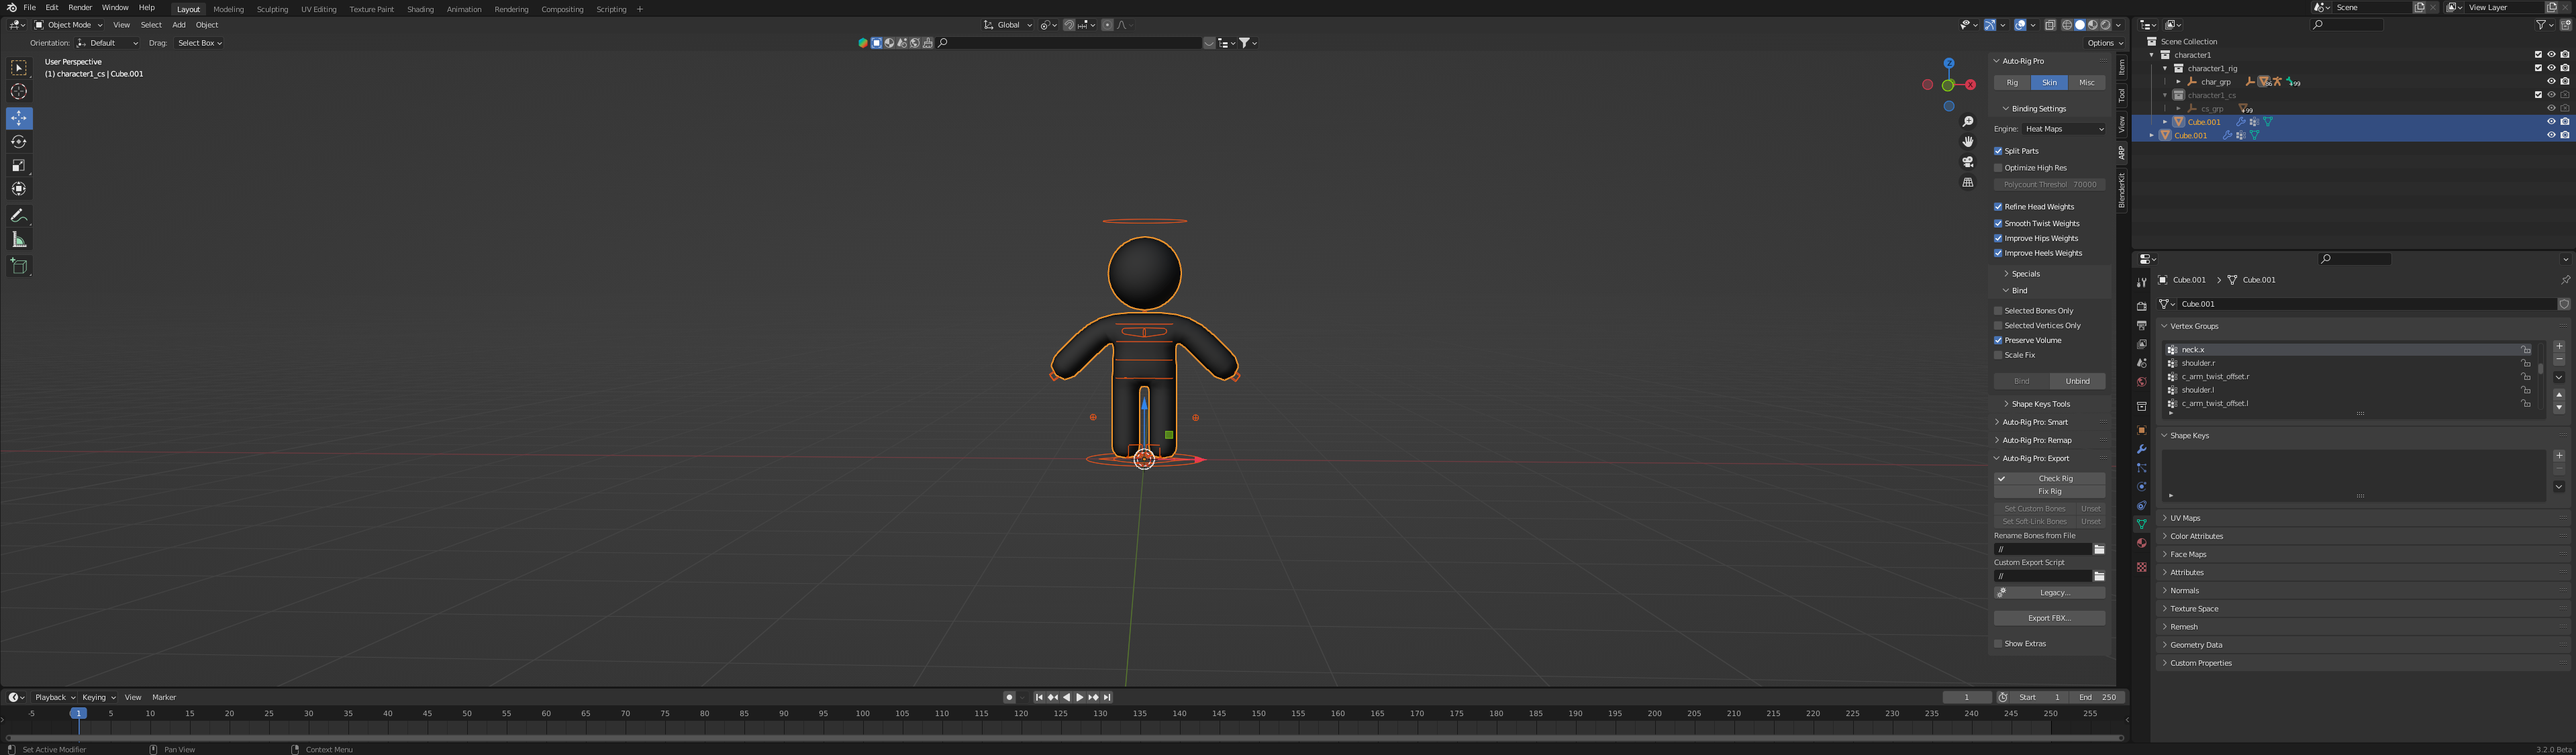 File Edit Render Window Help Layout Modeling Sculpting UV Editing Texture Paint Shading Animation Rendering Compositing Scripting +
Scene View Layer
Object Mode View Select Add Object Global
Orientation: Default Drag: Select Box Options
User Perspective
(1) character1_cs | Cube.001
Z
X
Item
Tool
View
ARP
BlenderKit
Auto-Rig Pro
Rig Skin Misc
Binding Settings
Engine: Heat Maps
Split Parts
Optimize High Res
Polycount Threshol 70000
Refine Head Weights
Smooth Twist Weights
Improve Hips Weights
Improve Heels Weights
Specials
Bind
Selected Bones Only
Selected Vertices Only
Preserve Volume
Scale Fix
Bind Unbind
Shape Keys Tools
Auto-Rig Pro: Smart
Auto-Rig Pro: Remap
Auto-Rig Pro: Export
Check Rig
Fix Rig
Set Custom Bones Unset
Set Soft-Link Bones Unset
Rename Bones from File
//
Custom Export Script
//
Legacy...
Export FBX...
Show Extras
Scene Collection
character1
character1_rig
char_grp
character1_cs
cs_grp
Cube.001
Cube.001
Cube.001 Cube.001
Cube.001
Vertex Groups
neck.x
shoulder.r
c_arm_twist_offset.r
shoulder.l
c_arm_twist_offset.l
Shape Keys
UV Maps
Color Attributes
Face Maps
Attributes
Normals
Texture Space
Remesh
Geometry Data
Custom Properties
Playback Keying View Marker 1 Start 1 End 250
-5 1 5 10 15 20 25 30 35 40 45 50 55 60 65 70 75 80 85 90 95 100 105 110 115 120 125 130 135 140 145 150 155 160 165 170 175 180 185 190 195 200 205 210 215 220 225 230 235 240 245 250 255
Set Active Modifier Pan View Context Menu 3.2.0 Beta